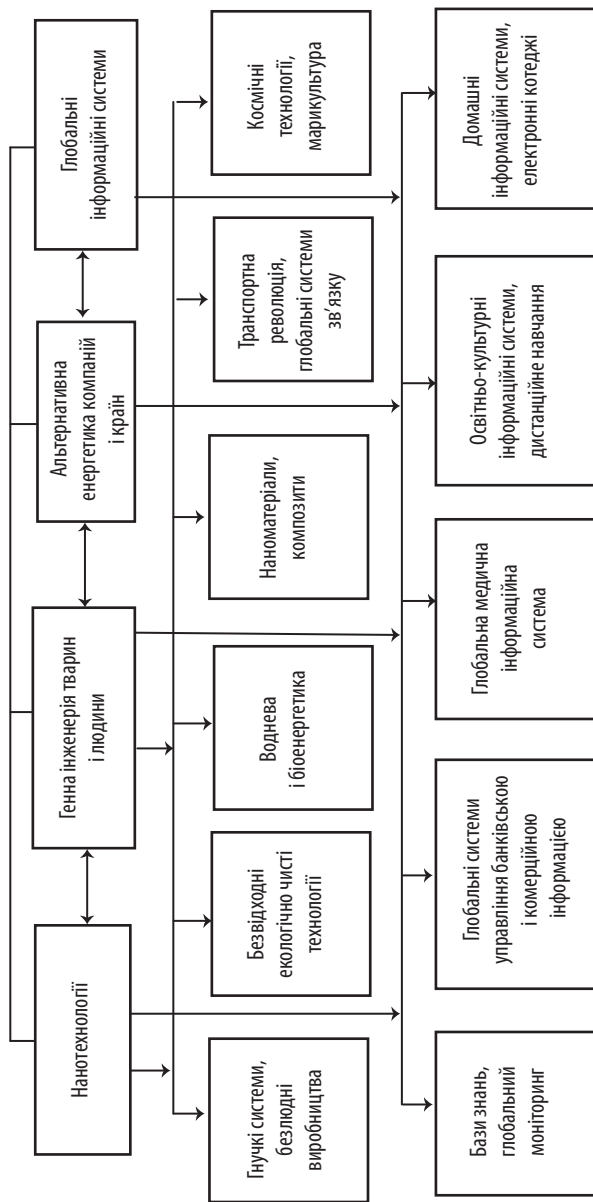 Нанотехнології
Генна інженерія тварин
і людини
Альтернативна
енергетика компаній
і країн
Глобальні
інформаційні системи
Гнучкі системи,
безлюдні
виробництва
Безвідходні
екологічно чисті
технології
Воднева
і біоенергетика
Наноматеріали,
композити
Транспортна
революція,
глобальні системи
зв’язку
Космічні
технології,
марикультура
Бази знань,
глобальний
моніторинг
Глобальні системи
управління банківською
і комерційною
інформацією
Глобальна медична
інформаційна
система
Освітньо-культурні
інформаційні системи,
дистанційне навчання
Домашні
інформаційні системи,
електронні котеджі